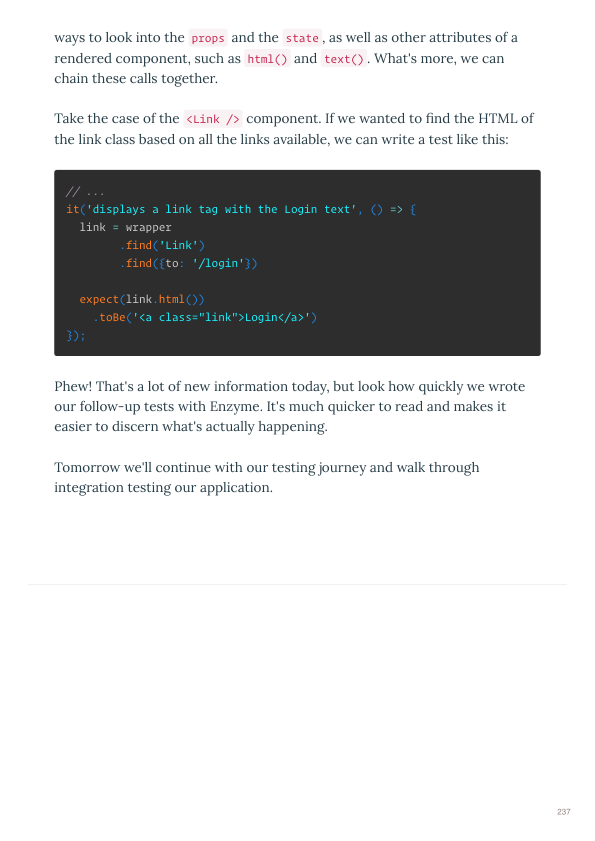 ways to look into the props and the state, as well as other attributes of a
rendered component, such as html() and text(). What's more, we can
chain these calls together.
Take the case of the <Link /> component. If we wanted to find the HTML of
the link class based on all the links available, we can write a test like this:
// ...
it('displays a link tag with the Login text', () => {
  link = wrapper
        .find('Link')
        .find({to: '/login'})
  expect(link.html())
    .toBe('<a class="link">Login</a>')
});
Phew! That's a lot of new information today, but look how quickly we wrote
our follow-up tests with Enzyme. It's much quicker to read and makes it
easier to discern what's actually happening.
Tomorrow we'll continue with our testing journey and walk through
integration testing our application.
237